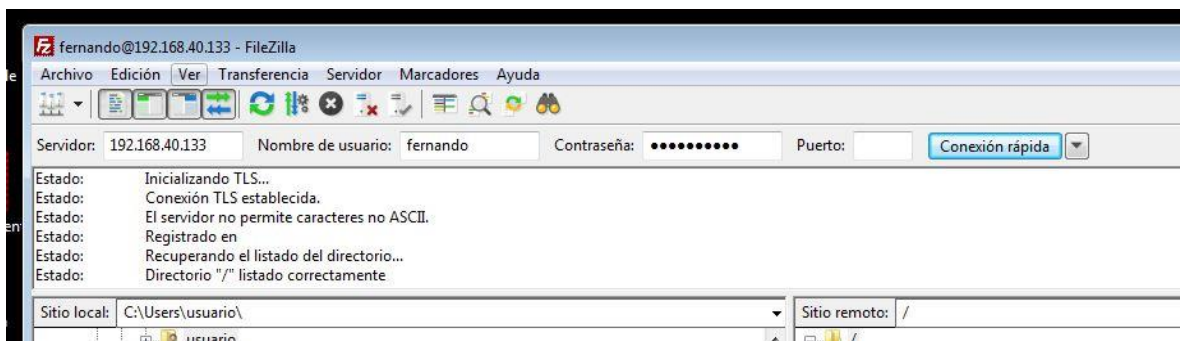 fernando@192.168.40.133 - FileZilla
Archivo Edición Ver Transferencia Servidor Marcadores Ayuda
Servidor: 192.168.40.133 Nombre de usuario: fernando Contraseña: ●●●●●●●●●● Puerto: Conexión rápida
Estado: Inicializando TLS...
Estado: Conexión TLS establecida.
Estado: El servidor no permite caracteres no ASCII.
Estado: Registrado en
Estado: Recuperando el listado del directorio...
Estado: Directorio "/" listado correctamente
Sitio local: C:\Users\usuario\ Sitio remoto: /
usuario /